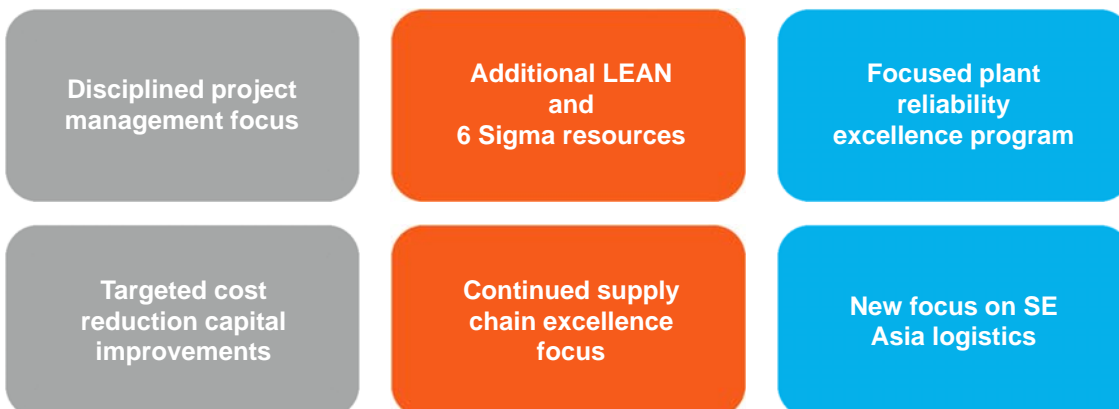 Disciplined project
management focus
Additional LEAN
and
6 Sigma resources
Focused plant
reliability
excellence program
Targeted cost
reduction capital
improvements
Continued supply
chain excellence
focus
New focus on SE
Asia logistics